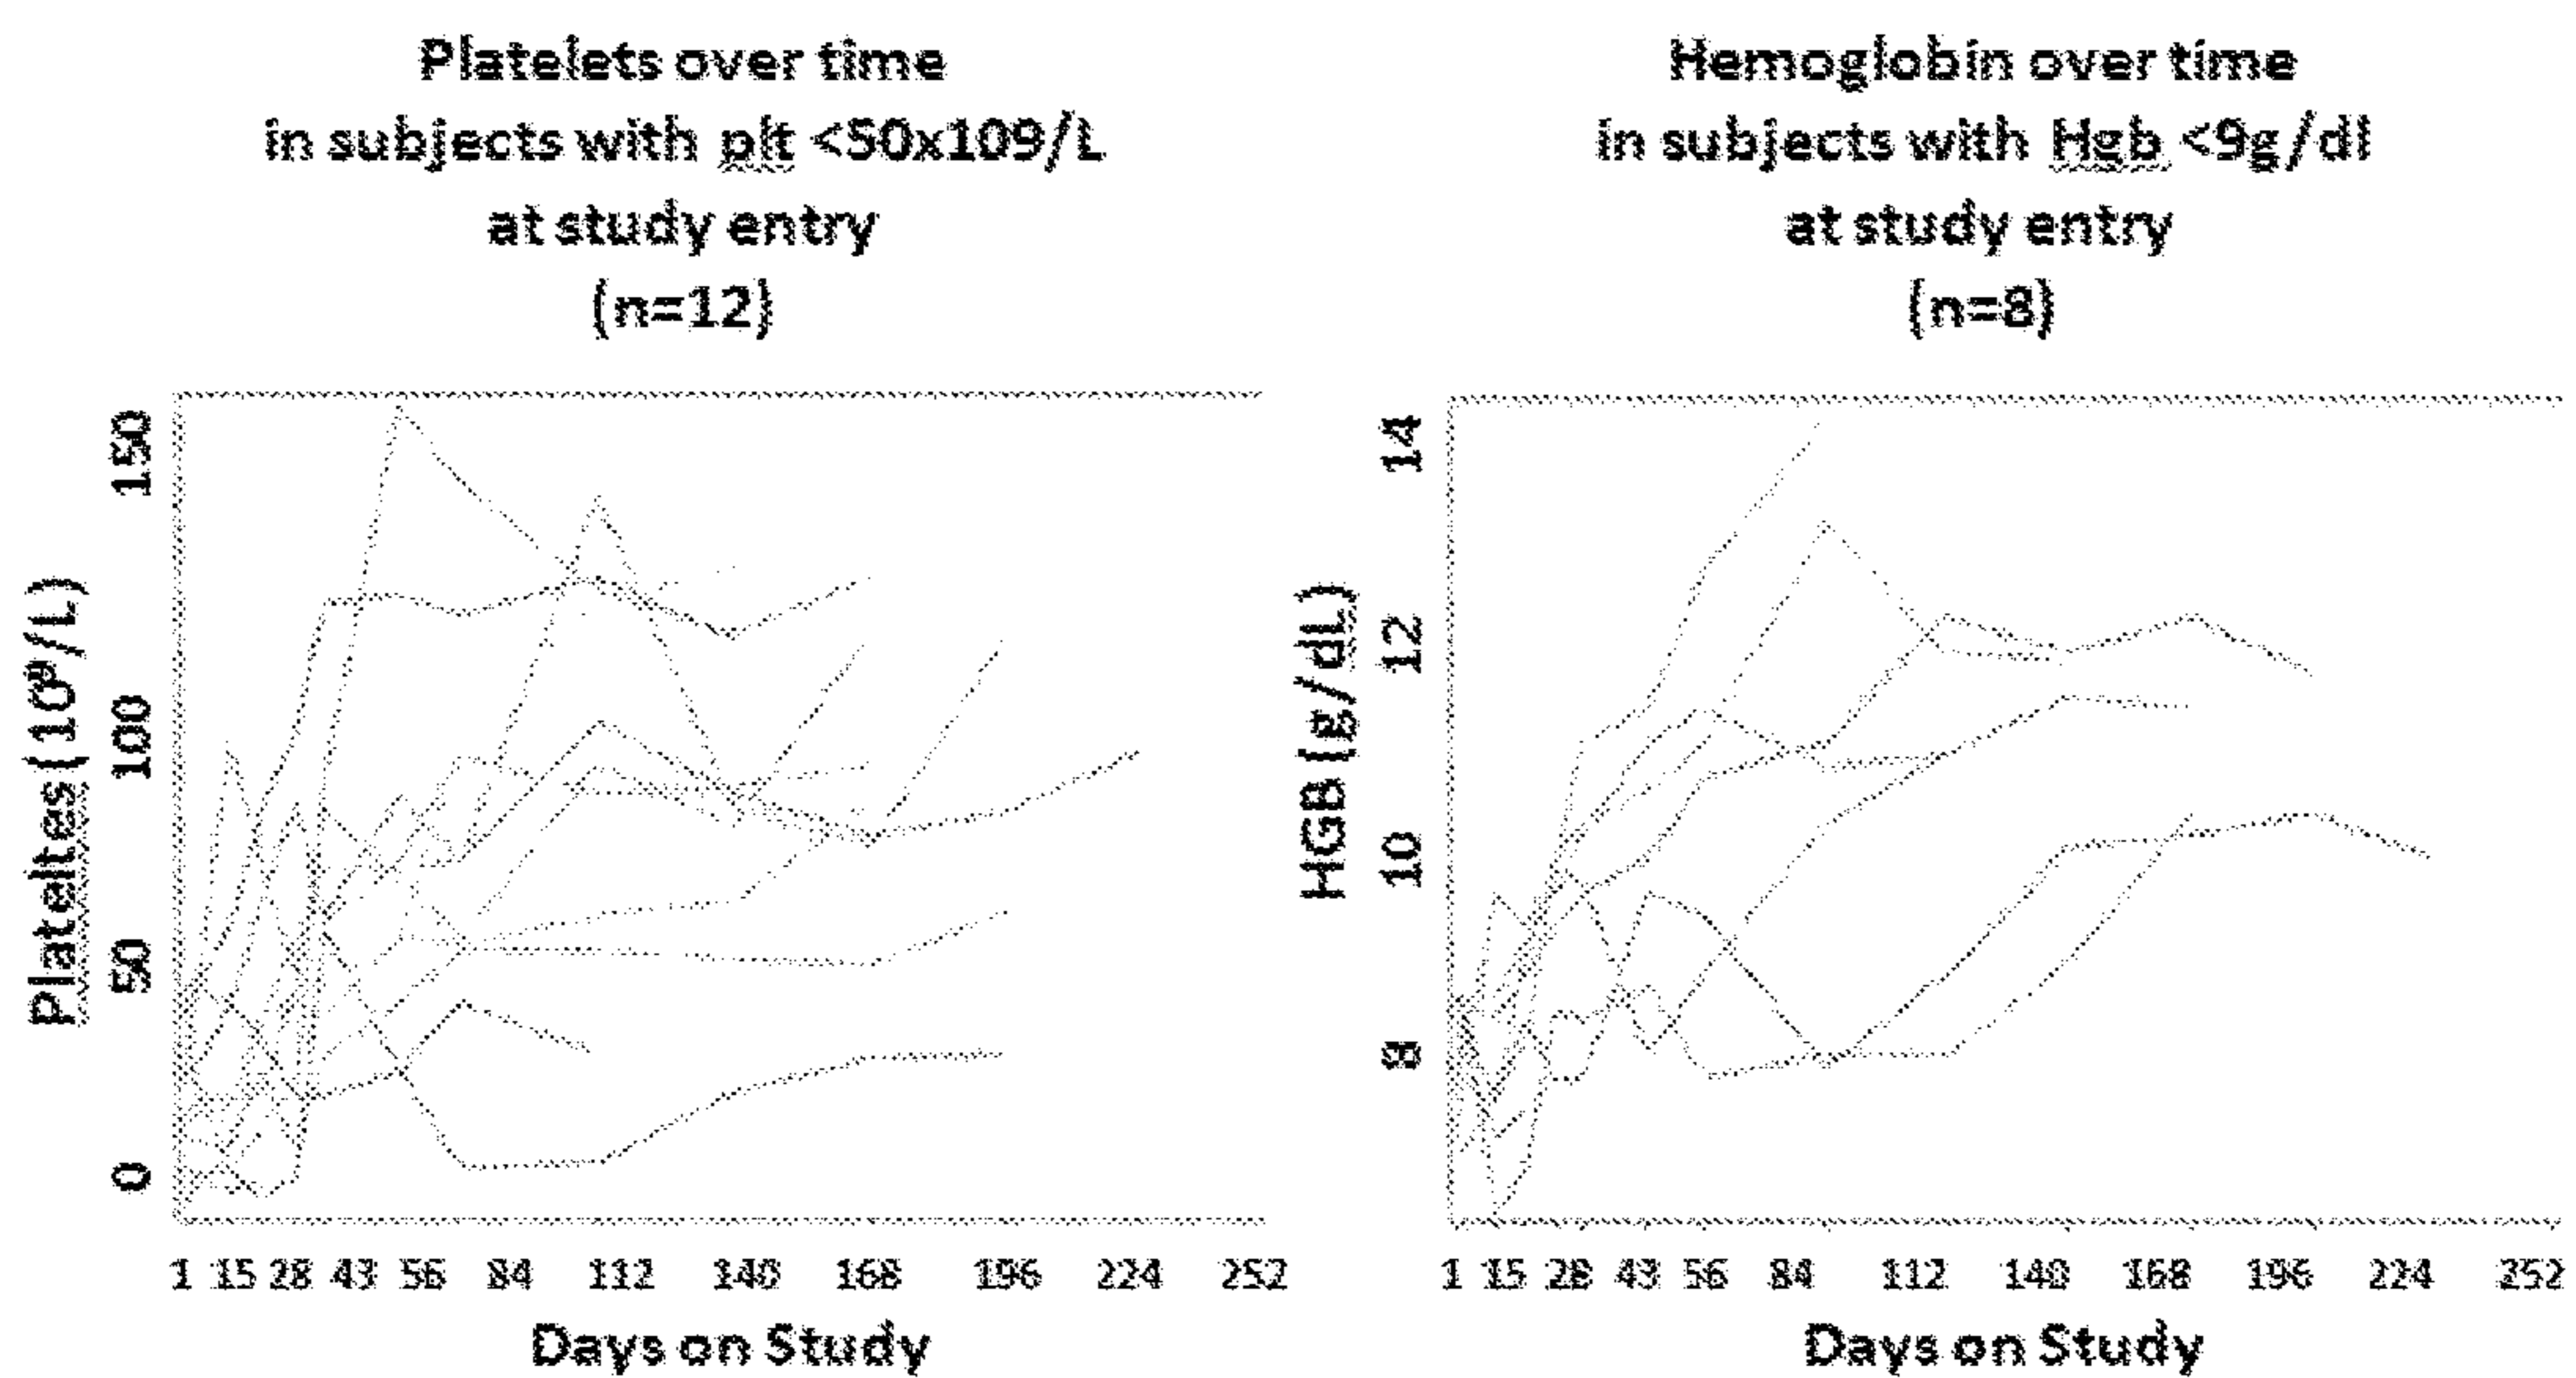 Platelets over time
in subjects with plt <50x109/L
at study entry
(n=12)
Plateltes (10⁹/L)
150
100
50
0
1 15 28 43 56 84 112 140 168 196 224 252
Days on Study
Hemoglobin over time
in subjects with Hgb <9g/dl
at study entry
(n=8)
HGB (g/dL)
14
12
10
8
1 15 28 43 56 84 112 140 168 196 224 252
Days on Study